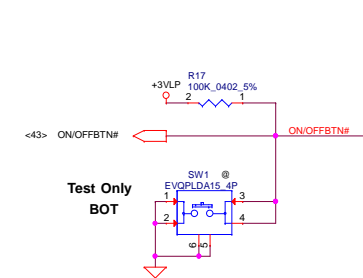 R17
+3VLP
100K_0402_5%
2 1
<43> ON/OFFBTN#
ON/OFFBTN#
SW1 @
EVQPLDA15_4P
Test Only
BOT
1 3
2 4
6 5